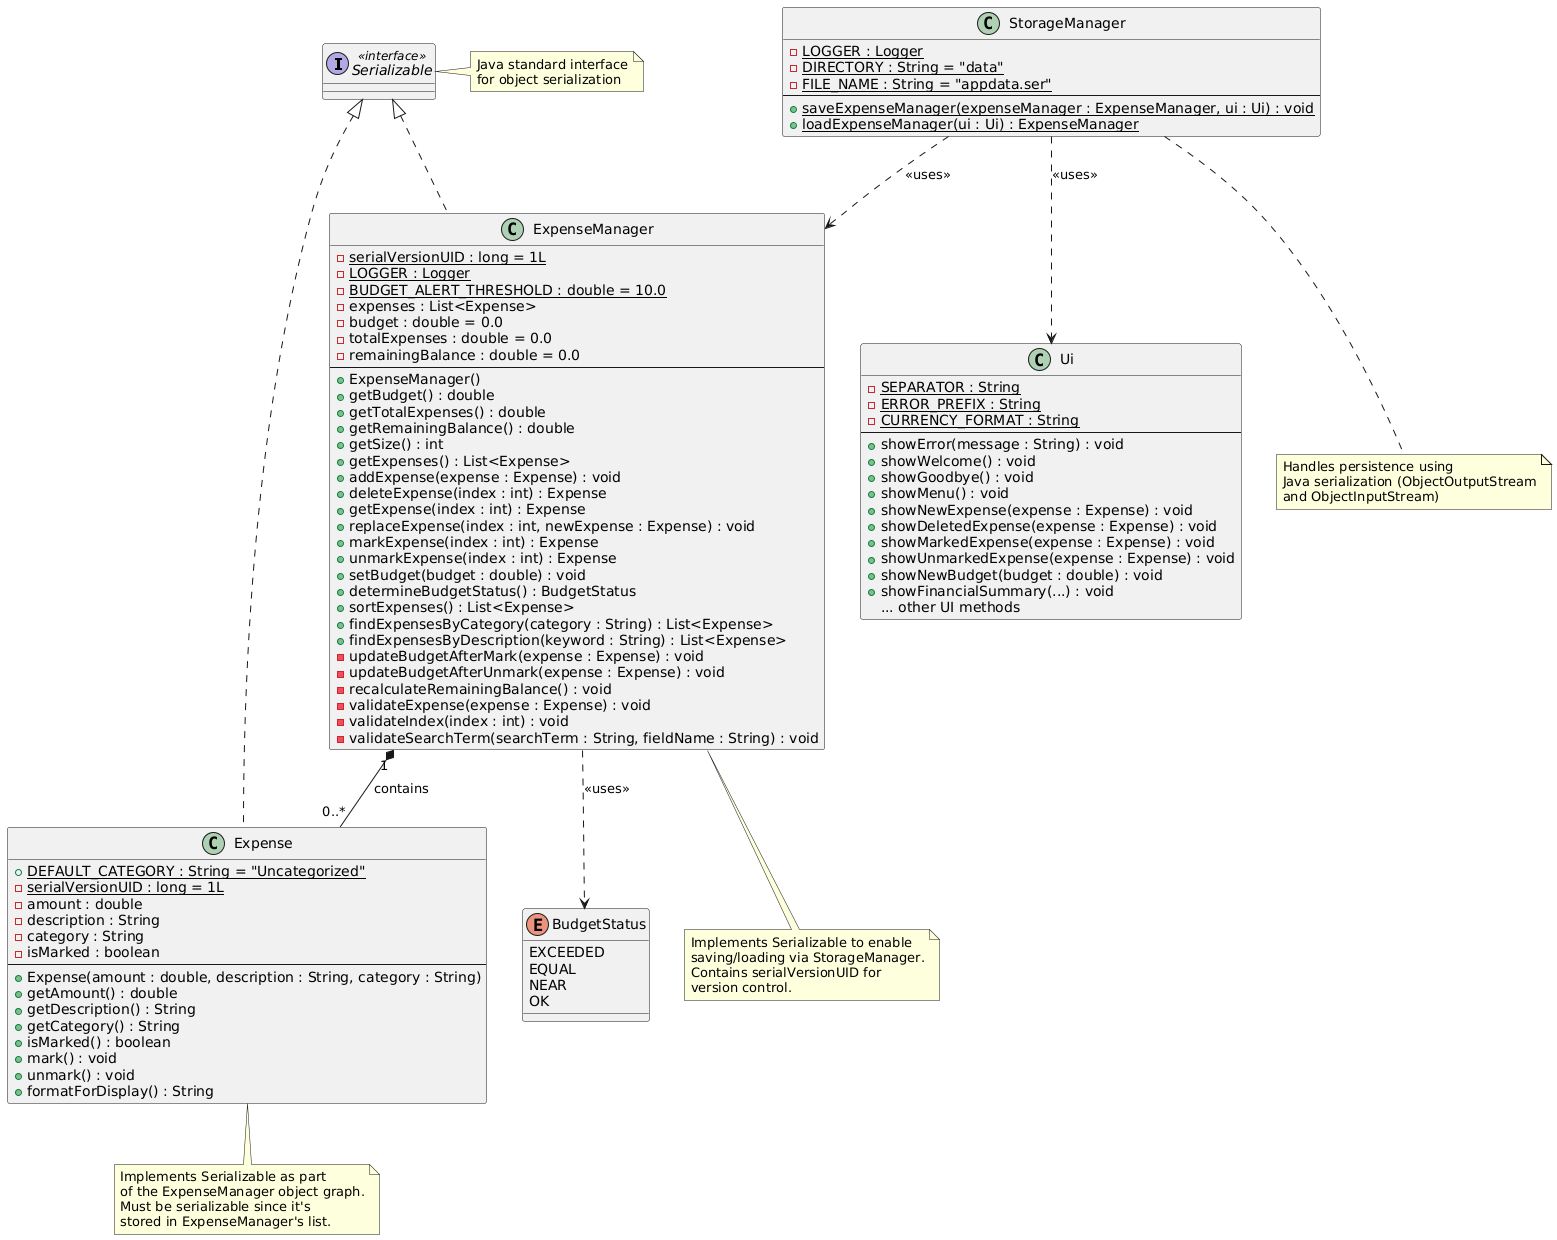 C StorageManager
LOGGER : Logger
DIRECTORY : String = "data"
FILE_NAME : String = "appdata.ser"
saveExpenseManager(expenseManager : ExpenseManager, ui : Ui) : void
loadExpenseManager(ui : Ui) : ExpenseManager
I «interface»
Serializable
Java standard interface
for object serialization
«uses»
«uses»
C ExpenseManager
serialVersionUID : long = 1L
LOGGER : Logger
BUDGET_ALERT_THRESHOLD : double = 10.0
expenses : List<Expense>
budget : double = 0.0
totalExpenses : double = 0.0
remainingBalance : double = 0.0
ExpenseManager()
getBudget() : double
getTotalExpenses() : double
getRemainingBalance() : double
getSize() : int
getExpenses() : List<Expense>
addExpense(expense : Expense) : void
deleteExpense(index : int) : Expense
getExpense(index : int) : Expense
replaceExpense(index : int, newExpense : Expense) : void
markExpense(index : int) : Expense
unmarkExpense(index : int) : Expense
setBudget(budget : double) : void
determineBudgetStatus() : BudgetStatus
sortExpenses() : List<Expense>
findExpensesByCategory(category : String) : List<Expense>
findExpensesByDescription(keyword : String) : List<Expense>
updateBudgetAfterMark(expense : Expense) : void
updateBudgetAfterUnmark(expense : Expense) : void
recalculateRemainingBalance() : void
validateExpense(expense : Expense) : void
validateIndex(index : int) : void
validateSearchTerm(searchTerm : String, fieldName : String) : void
C Ui
SEPARATOR : String
ERROR_PREFIX : String
CURRENCY_FORMAT : String
showError(message : String) : void
showWelcome() : void
showGoodbye() : void
showMenu() : void
showNewExpense(expense : Expense) : void
showDeletedExpense(expense : Expense) : void
showMarkedExpense(expense : Expense) : void
showUnmarkedExpense(expense : Expense) : void
showNewBudget(budget : double) : void
showFinancialSummary(...) : void
... other UI methods
Handles persistence using
Java serialization (ObjectOutputStream
and ObjectInputStream)
1
contains
0..*
«uses»
C Expense
DEFAULT_CATEGORY : String = "Uncategorized"
serialVersionUID : long = 1L
amount : double
description : String
category : String
isMarked : boolean
Expense(amount : double, description : String, category : String)
getAmount() : double
getDescription() : String
getCategory() : String
isMarked() : boolean
mark() : void
unmark() : void
formatForDisplay() : String
E BudgetStatus
EXCEEDED
EQUAL
NEAR
OK
Implements Serializable to enable
saving/loading via StorageManager.
Contains serialVersionUID for
version control.
Implements Serializable as part
of the ExpenseManager object graph.
Must be serializable since it's
stored in ExpenseManager's list.